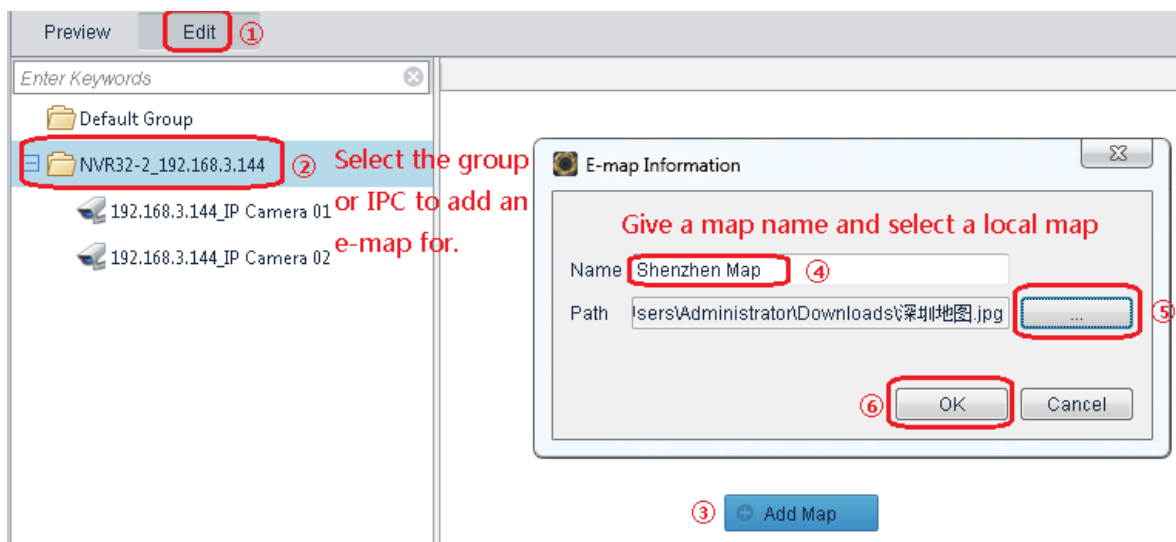 Preview Edit ①
Enter Keywords
Default Group
NVR32-2_192.168.3.144 ②
192.168.3.144_IP Camera 01
192.168.3.144_IP Camera 02
Select the group
or IPC to add an
e-map for.
E-map Information
Give a map name and select a local map
Name Shenzhen Map ④
Path sers\Administrator\Downloads\深圳地图.jpg ... ⑤
⑥ OK Cancel
③ Add Map